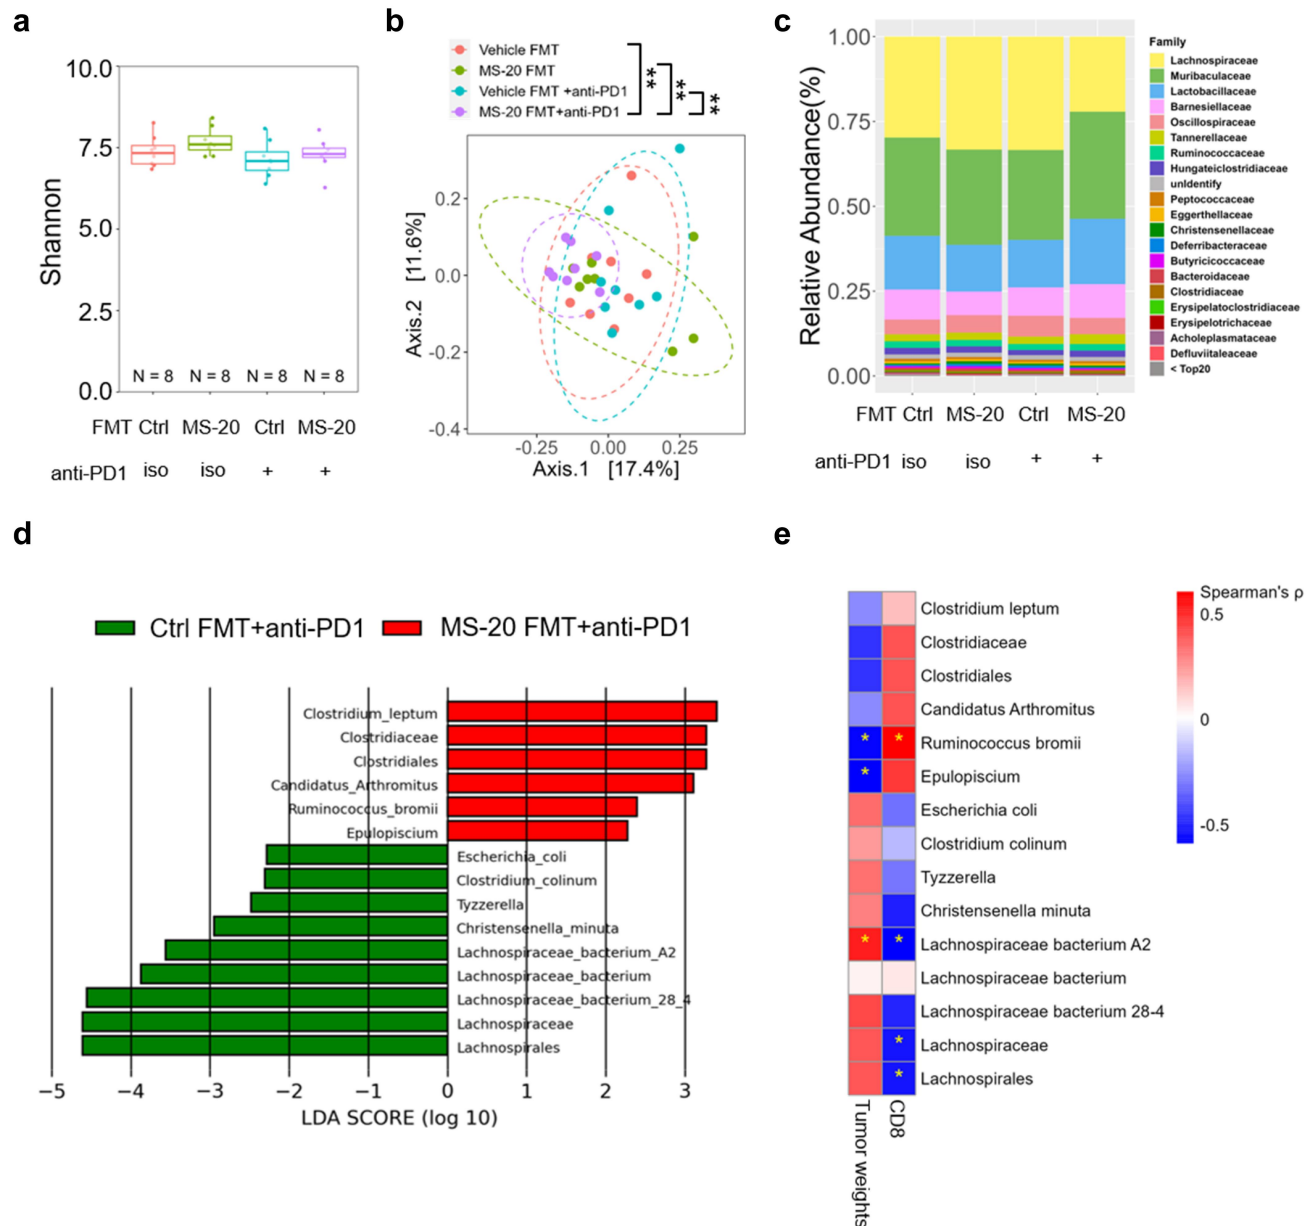 a
10.0
7.5
5.0
2.5
0.0
Shannon
N = 8 N = 8 N = 8 N = 8
FMT Ctrl MS-20 Ctrl MS-20
anti-PD1 iso iso + +
b
Vehicle FMT
MS-20 FMT
Vehicle FMT +anti-PD1
MS-20 FMT+anti-PD1
** ** **
0.2
0.0
-0.2
-0.4
Axis.2 [11.6%]
-0.25 0.00 0.25
Axis.1 [17.4%]
c
1.00
0.75
0.50
0.25
0.00
Relative Abundance(%)
FMT Ctrl MS-20 Ctrl MS-20
anti-PD1 iso iso + +
Family
Lachnospiraceae
Muribaculaceae
Lactobacillaceae
Barnesiellaceae
Oscillospiraceae
Tannerellaceae
Ruminococcaceae
Hungateiclostridiaceae
unIdentify
Peptococcaceae
Eggerthellaceae
Christensenellaceae
Deferribacteraceae
Butyricicoccaceae
Bacteroidaceae
Clostridiaceae
Erysipelatoclostridiaceae
Erysipelotrichaceae
Acholeplasmataceae
Defluviitaleaceae
< Top20
d
Ctrl FMT+anti-PD1 MS-20 FMT+anti-PD1
Clostridium_leptum
Clostridiaceae
Clostridiales
Candidatus_Arthromitus
Ruminococcus_bromii
Epulopiscium
Escherichia_coli
Clostridium_colinum
Tyzzerella
Christensenella_minuta
Lachnospiraceae_bacterium_A2
Lachnospiraceae_bacterium
Lachnospiraceae_bacterium_28_4
Lachnospiraceae
Lachnospirales
−5 −4 −3 −2 −1 0 1 2 3
LDA SCORE (log 10)
e
Clostridium leptum
Clostridiaceae
Clostridiales
Candidatus Arthromitus
* * Ruminococcus bromii
* Epulopiscium
Escherichia coli
Clostridium colinum
Tyzzerella
Christensenella minuta
* * Lachnospiraceae bacterium A2
Lachnospiraceae bacterium
Lachnospiraceae bacterium 28-4
* Lachnospiraceae
* Lachnospirales
Tumor weights
CD8
Spearman's ρ
0.5
0
-0.5